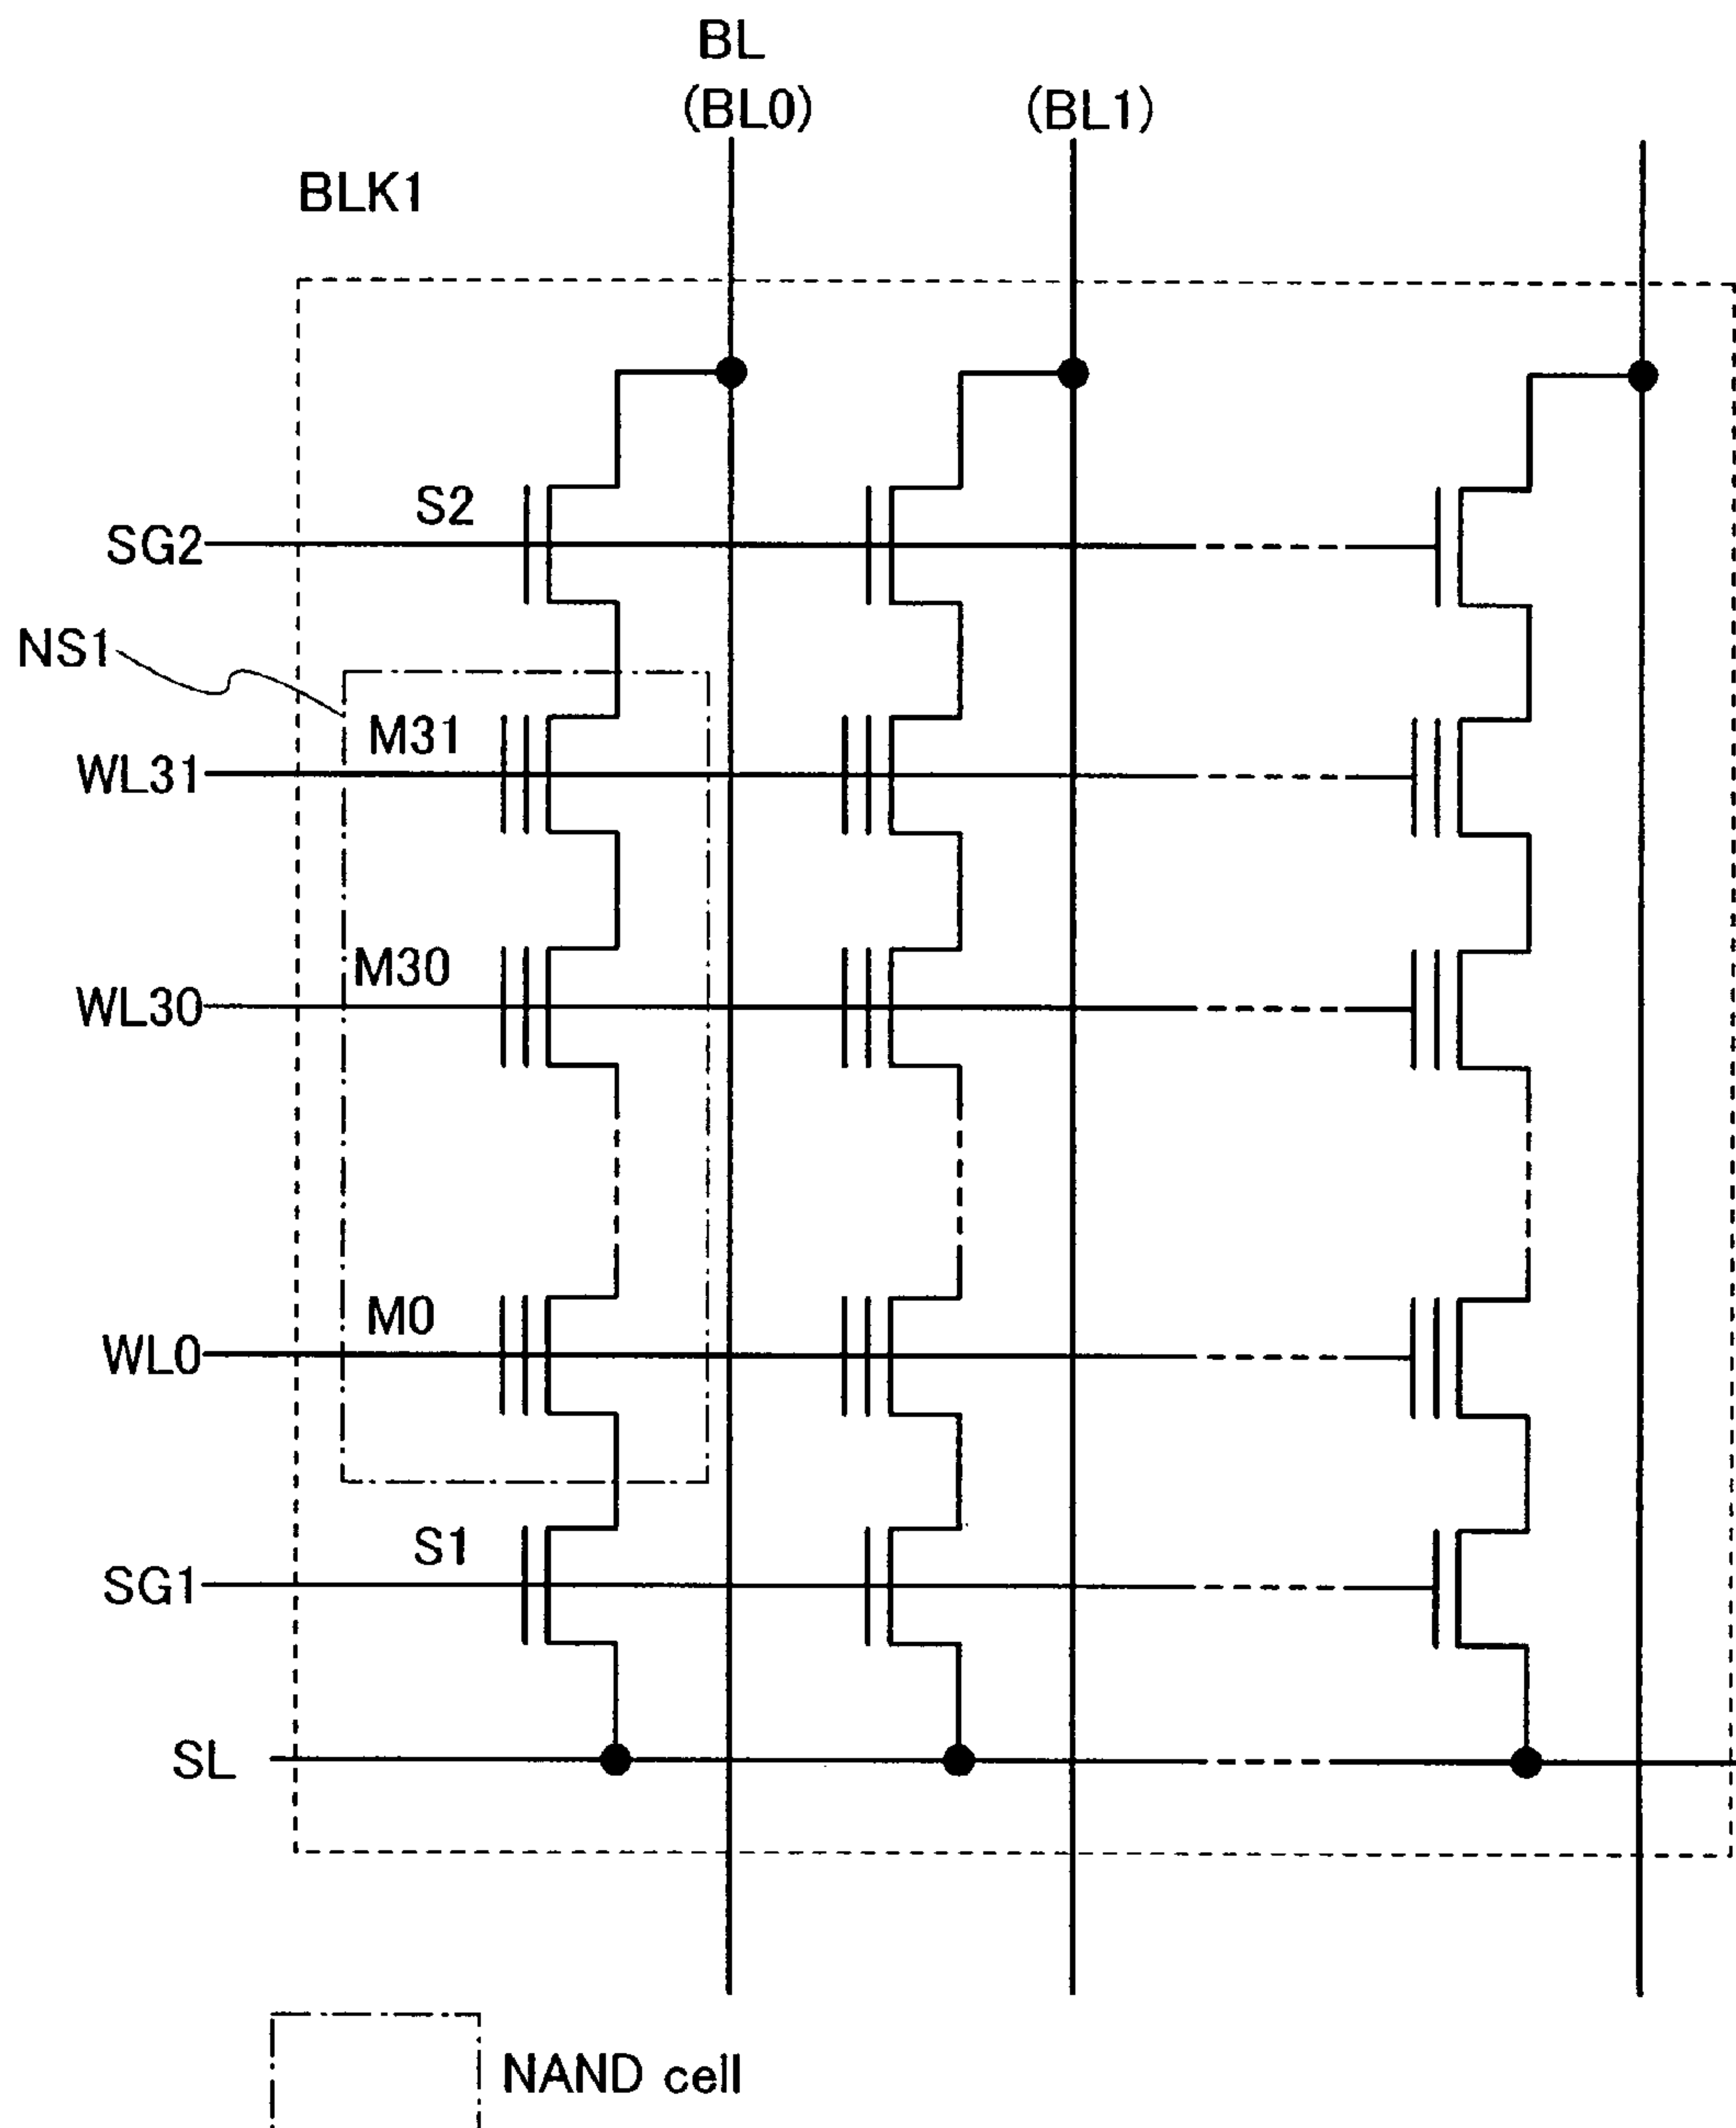 BL
(BL0)
(BL1)
BLK1
S2
SG2
NS1
M31
WL31
M30
WL30
M0
WL0
S1
SG1
SL
NAND cell